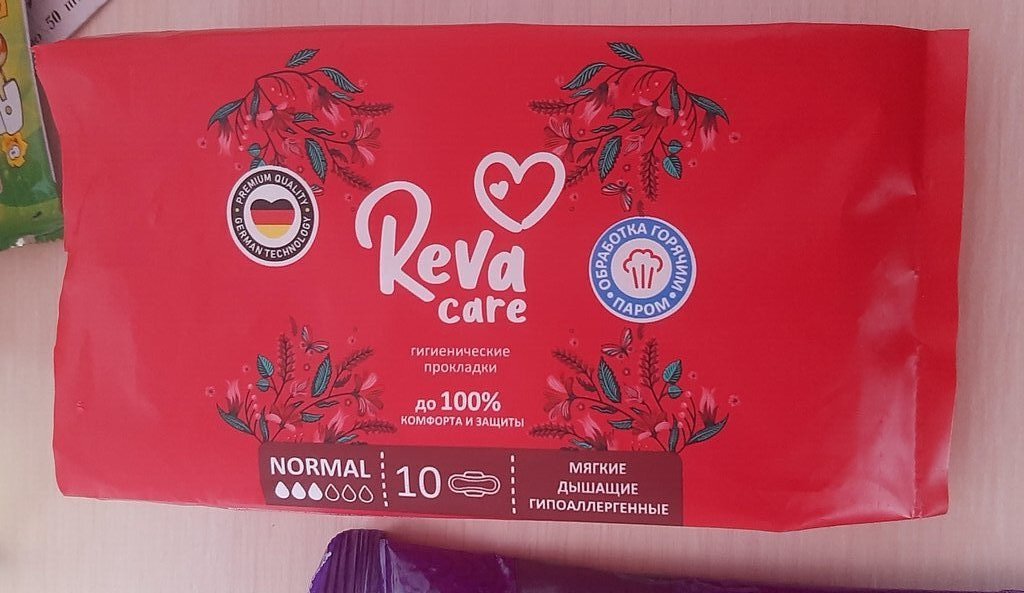 50
PREMIUM QUALITY
GERMAN TECHNOLOGY
Reva
care
ОБРАБОТКА ГОРЯЧИМ
ПАРОМ
гигиенические
прокладки
до 100%
КОМФОРТА И ЗАЩИТЫ
NORMAL
10
МЯГКИЕ
ДЫШАЩИЕ
ГИПОАЛЛЕРГЕННЫЕ